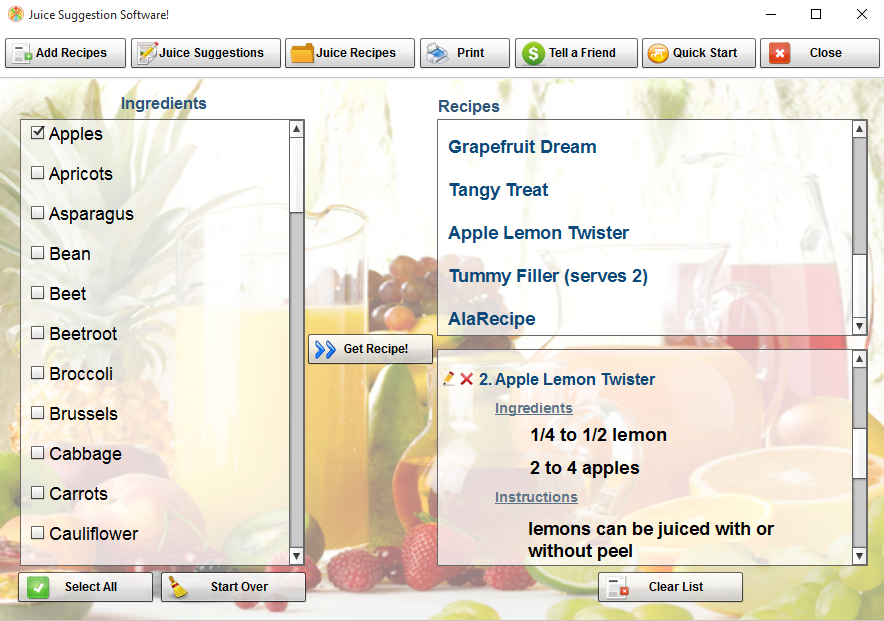 Juice Suggestion Software!
Add Recipes
Juice Suggestions
Juice Recipes
Print
Tell a Friend
Quick Start
Close
Ingredients
Apples
Apricots
Asparagus
Bean
Beet
Beetroot
Broccoli
Brussels
Cabbage
Carrots
Cauliflower
Select All
Start Over
Get Recipe!
Recipes
Grapefruit Dream
Tangy Treat
Apple Lemon Twister
Tummy Filler (serves 2)
AlaRecipe
2. Apple Lemon Twister
Ingredients
1/4 to 1/2 lemon
2 to 4 apples
Instructions
lemons can be juiced with or
without peel
Clear List